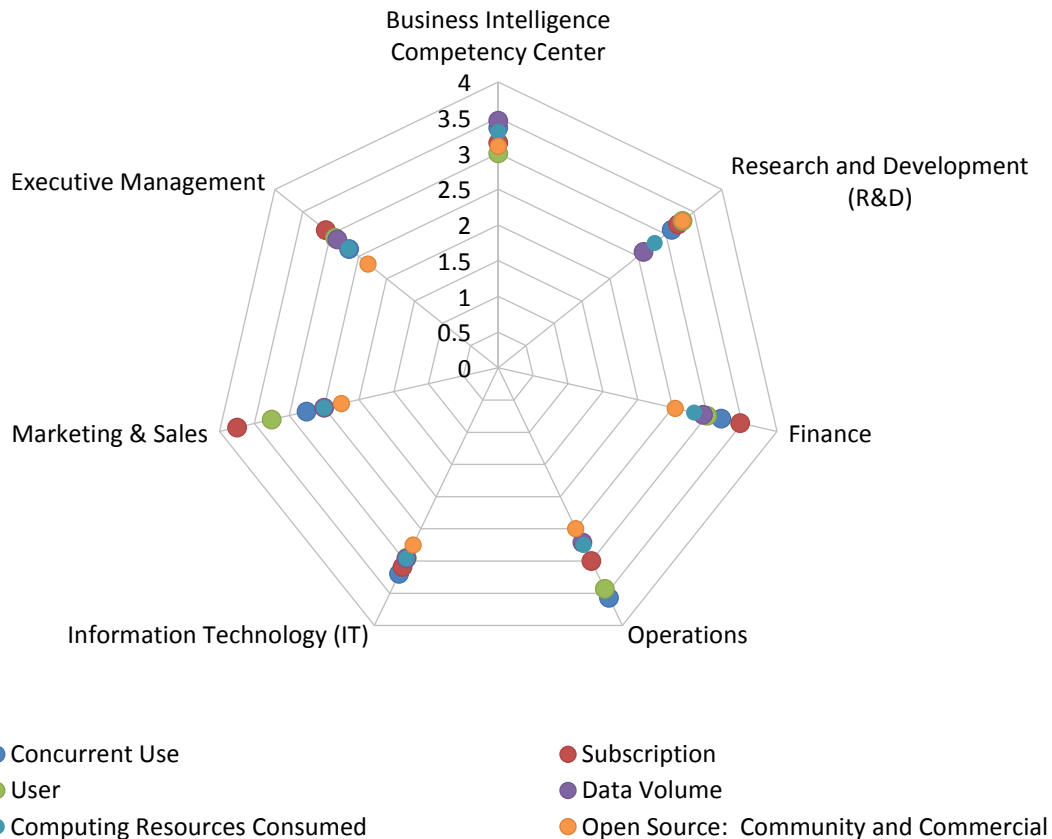 Business Intelligence
Competency Center
4
3.5
3
2.5
2
1.5
1
0.5
0
Research and Development
(R&D)
Executive Management
Marketing & Sales
Finance
Information Technology (IT)
Operations
Concurrent Use
Subscription
User
Data Volume
Computing Resources Consumed
Open Source: Community and Commercial